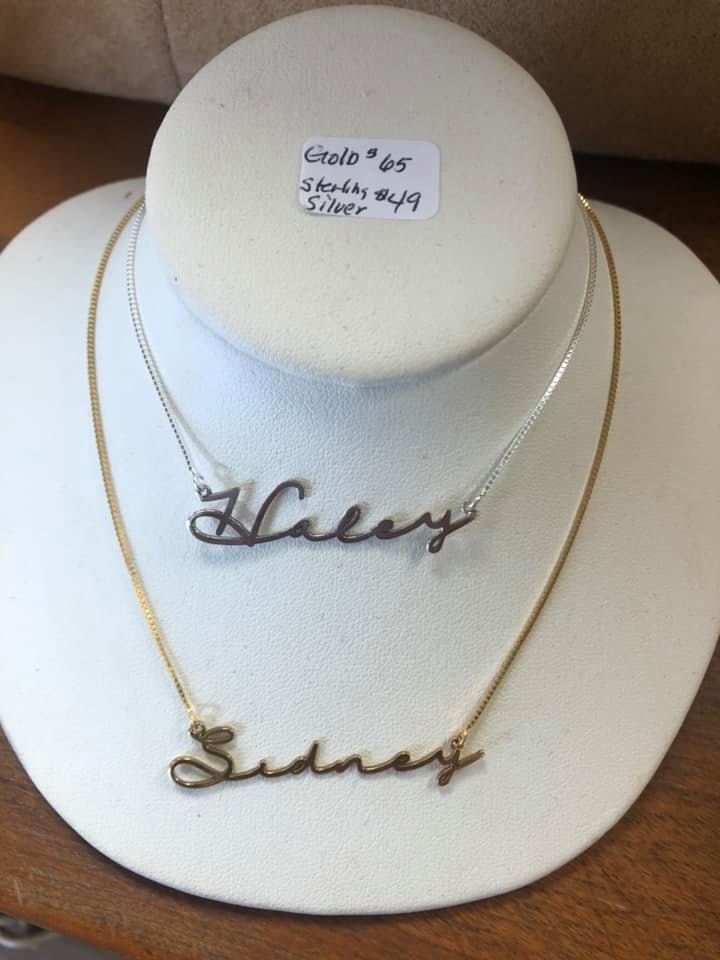 Gold $65
Sterling $49
Silver
Haley
Sidney